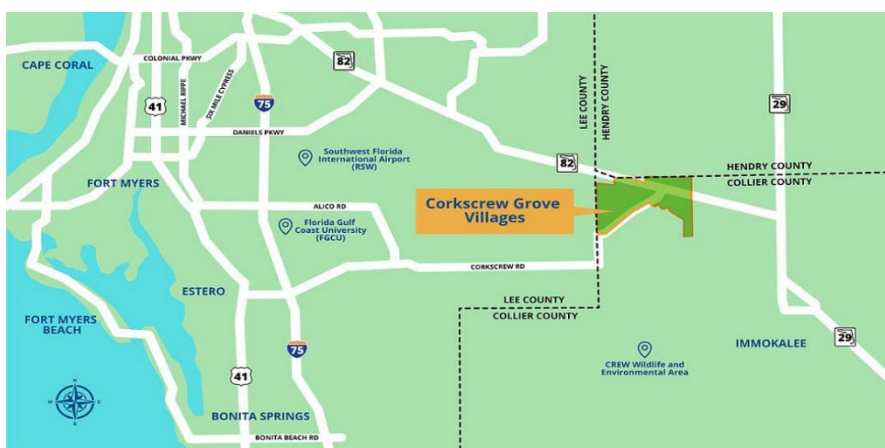 CAPE CORAL
COLONIAL PKWY
82
41
MICHAEL RIPPE
SIX MILE CYPRESS
75
DANIELS PKWY
Southwest Florida
International Airport
(RSW)
FORT MYERS
ALICO RD
Florida Gulf
Coast University
(FGCU)
LEE COUNTY
HENDRY COUNTY
29
82
HENDRY COUNTY
COLLIER COUNTY
Corkscrew Grove
Villages
CORKSCREW RD
ESTERO
LEE COUNTY
COLLIER COUNTY
FORT MYERS
BEACH
75
41
CREW Wildlife and
Environmental Area
IMMOKALEE
29
BONITA SPRINGS
BONITA BEACH RD